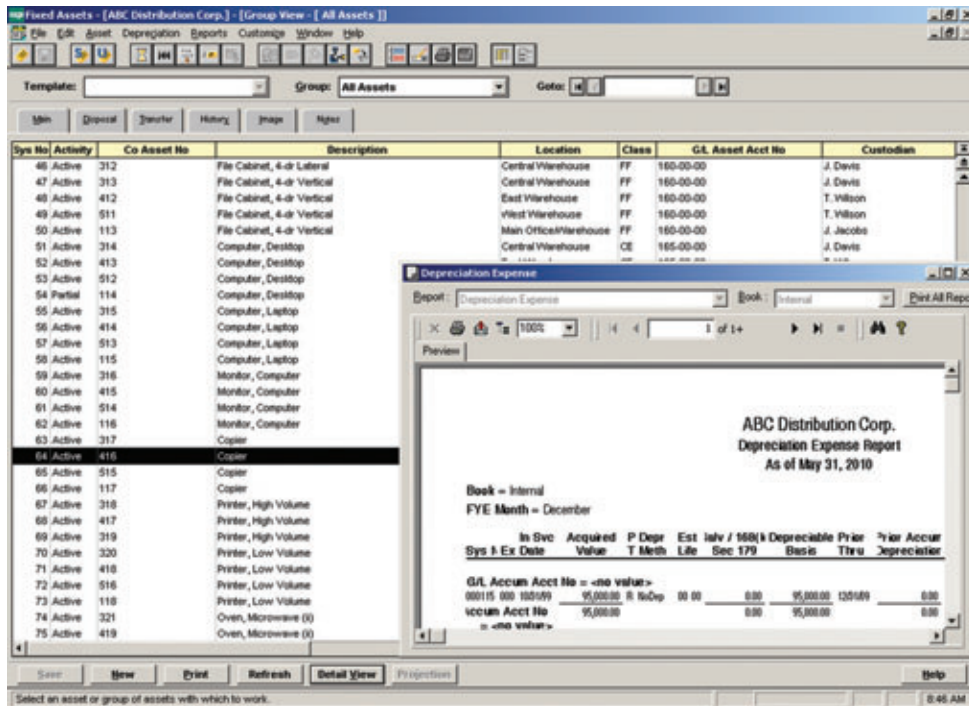 Fixed Assets - [ABC Distribution Corp.] - [Group View - [ All Assets ]]
File Edit Asset Depreciation Reports Customize Window Help
Template: Group: All Assets Goto:
Main Disposal Transfer History Image Notes
Sys No Activity Co Asset No Description Location Class G/L Asset Acct No Custodian
46 Active 312 File Cabinet, 4-dr Lateral Central Warehouse FF 160-00-00 J. Davis
47 Active 313 File Cabinet, 4-dr Vertical Central Warehouse FF 160-00-00 J. Davis
48 Active 412 File Cabinet, 4-dr Vertical East Warehouse FF 160-00-00 T. Wilson
49 Active 511 File Cabinet, 4-dr Vertical West Warehouse FF 160-00-00 T. Wilson
50 Active 113 File Cabinet, 4-dr Vertical Main Office/Warehouse FF 160-00-00 J. Jacobs
51 Active 314 Computer, Desktop Central Warehouse CE 165-00-00 J. Davis
52 Active 413 Computer, Desktop
53 Active 512 Computer, Desktop
54 Partial 114 Computer, Desktop
55 Active 315 Computer, Laptop
56 Active 414 Computer, Laptop
57 Active 513 Computer, Laptop
58 Active 115 Computer, Laptop
59 Active 316 Monitor, Computer
60 Active 415 Monitor, Computer
61 Active 514 Monitor, Computer
62 Active 116 Monitor, Computer
63 Active 317 Copier
64 Active 416 Copier
65 Active 515 Copier
66 Active 117 Copier
67 Active 318 Printer, High Volume
68 Active 417 Printer, High Volume
69 Active 319 Printer, High Volume
70 Active 320 Printer, Low Volume
71 Active 418 Printer, Low Volume
72 Active 516 Printer, Low Volume
73 Active 118 Printer, Low Volume
74 Active 321 Oven, Microwave (ii)
75 Active 419 Oven, Microwave (ii)
Depreciation Expense
Report: Depreciation Expense Book: Internal Print All Repo
100% 1 of 1+
Preview
ABC Distribution Corp.
Depreciation Expense Report
As of May 31, 2010
Book = Internal
FYE Month = December
In Svc Acquired P Depr Est Salv / 168(k Depreciable Prior Prior Accum
Sys N Ex Date Value T Meth Life Sec 179 Basis Thru Depreciation
G/L Accum Acct No = <no value>
000115 000 10/31/99 95,000.00 R NoDep 00 00 0.00 95,000.00 12/31/09 0.00
Accum Acct No 95,000.00 0.00 95,000.00 0.00
= <no value>
Save New Print Refresh Detail View Projection Help
Select an asset or group of assets with which to work. 8:46 AM